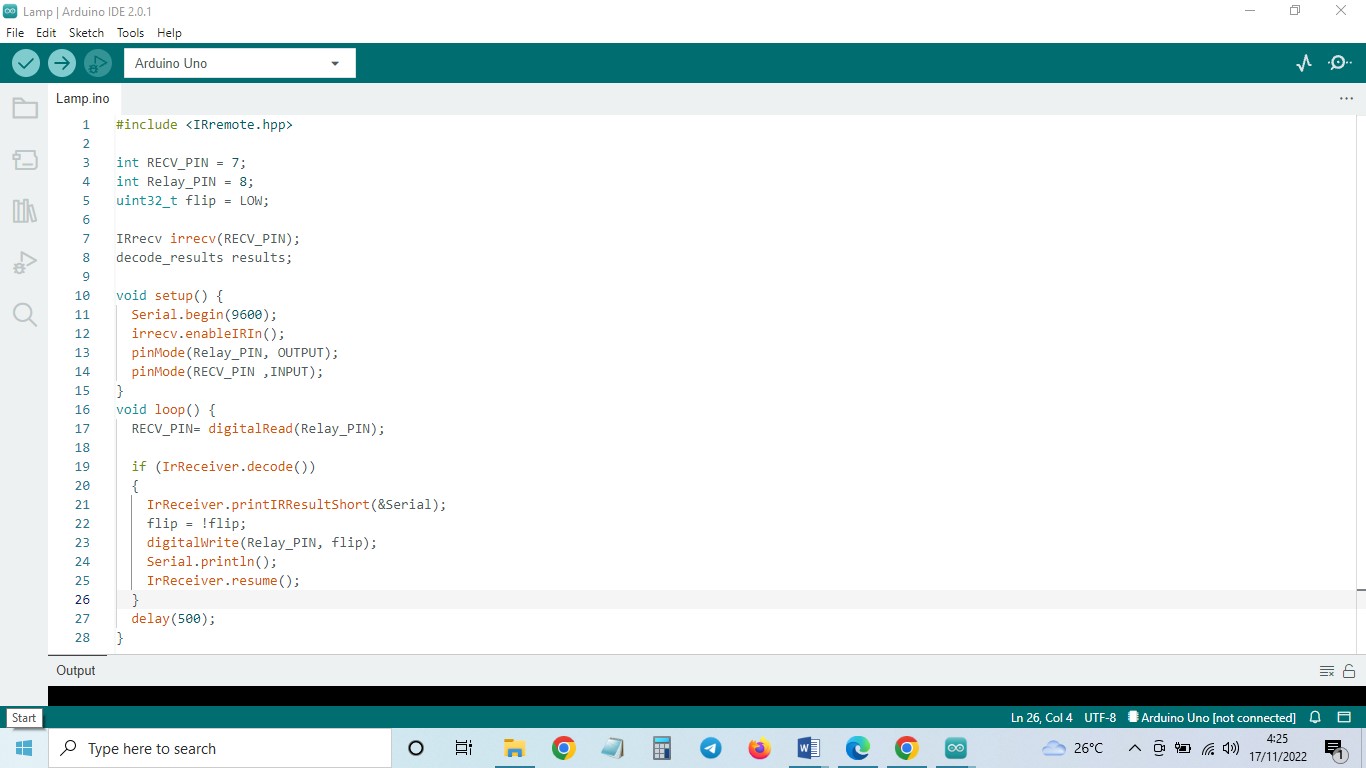 Lamp | Arduino IDE 2.0.1
File Edit Sketch Tools Help
Arduino Uno
Lamp.ino
1 #include <IRremote.hpp>
2
3 int RECV_PIN = 7;
4 int Relay_PIN = 8;
5 uint32_t flip = LOW;
6
7 IRrecv irrecv(RECV_PIN);
8 decode_results results;
9
10 void setup() {
11   Serial.begin(9600);
12   irrecv.enableIRIn();
13   pinMode(Relay_PIN, OUTPUT);
14   pinMode(RECV_PIN ,INPUT);
15 }
16 void loop() {
17   RECV_PIN= digitalRead(Relay_PIN);
18
19   if (IrReceiver.decode())
20   {
21     IrReceiver.printIRResultShort(&Serial);
22     flip = !flip;
23     digitalWrite(Relay_PIN, flip);
24     Serial.println();
25     IrReceiver.resume();
26   }
27   delay(500);
28 }
Output
Start
Ln 26, Col 4 UTF-8 Arduino Uno [not connected]
Type here to search
W
26°C
4:25
17/11/2022
1